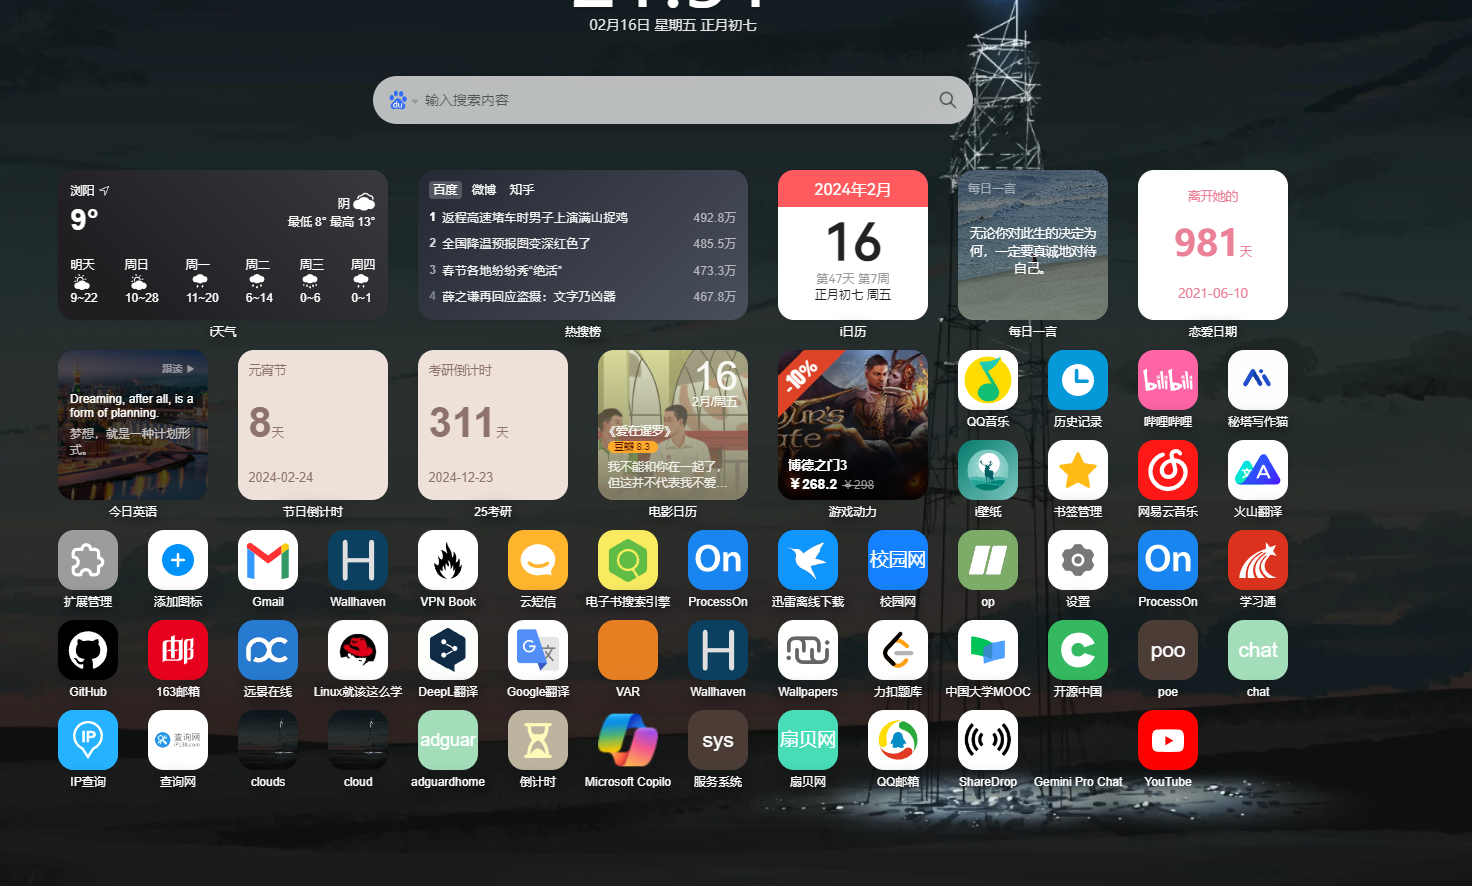 02月16日 星期五 正月初七
du
输入搜索内容
浏阳
9°
阴
最低 8° 最高 13°
明天 周日 周一 周二 周三 周四
9~22 10~28 11~20 6~14 0~6 0~1
i天气
百度 微博 知乎
1 返程高速堵车时男子上演满山捉鸡 492.8万
2 全国降温预报图变深红色了 485.5万
3 春节各地纷纷秀“绝活” 473.3万
4 薛之谦再回应盗摄：文字乃凶器 467.8万
热搜榜
2024年2月
16
第47天 第7周
正月初七 周五
i日历
每日一言
无论你对此生的决定为
何，一定要真诚地对待
自己。
每日一言
离开她的
981天
2021-06-10
恋爱日期
跟读
Dreaming, after all, is a
form of planning.
梦想，就是一种计划形
式。
今日英语
元宵节
8天
2024-02-24
节日倒计时
考研倒计时
311天
2024-12-23
25考研
16
2月/周五
《爱在暹罗》
豆瓣 8.3
我不能和你在一起了，
但这并不代表我不爱...
电影日历
-10%
博德之门3
￥268.2 ￥298
游戏动力
bilibili
QQ音乐 历史记录 哔哩哔哩 秘塔写作猫
i壁纸 书签管理 网易云音乐 火山翻译
On 校园网 On
扩展管理 添加图标 Gmail Wallhaven VPN Book 云短信 电子书搜索引擎 ProcessOn 迅雷离线下载 校园网 op 设置 ProcessOn 学习通
邮 G 文 poo chat
GitHub 163邮箱 远景在线 Linux就该这么学 DeepL翻译 Google翻译 VAR Wallhaven Wallpapers 力扣题库 中国大学MOOC 开源中国 poe chat
IP 查询网 adguar sys 扇贝网
IP138.com
IP查询 查询网 clouds cloud adguardhome 倒计时 Microsoft Copilo 服务系统 扇贝网 QQ邮箱 ShareDrop Gemini Pro Chat YouTube